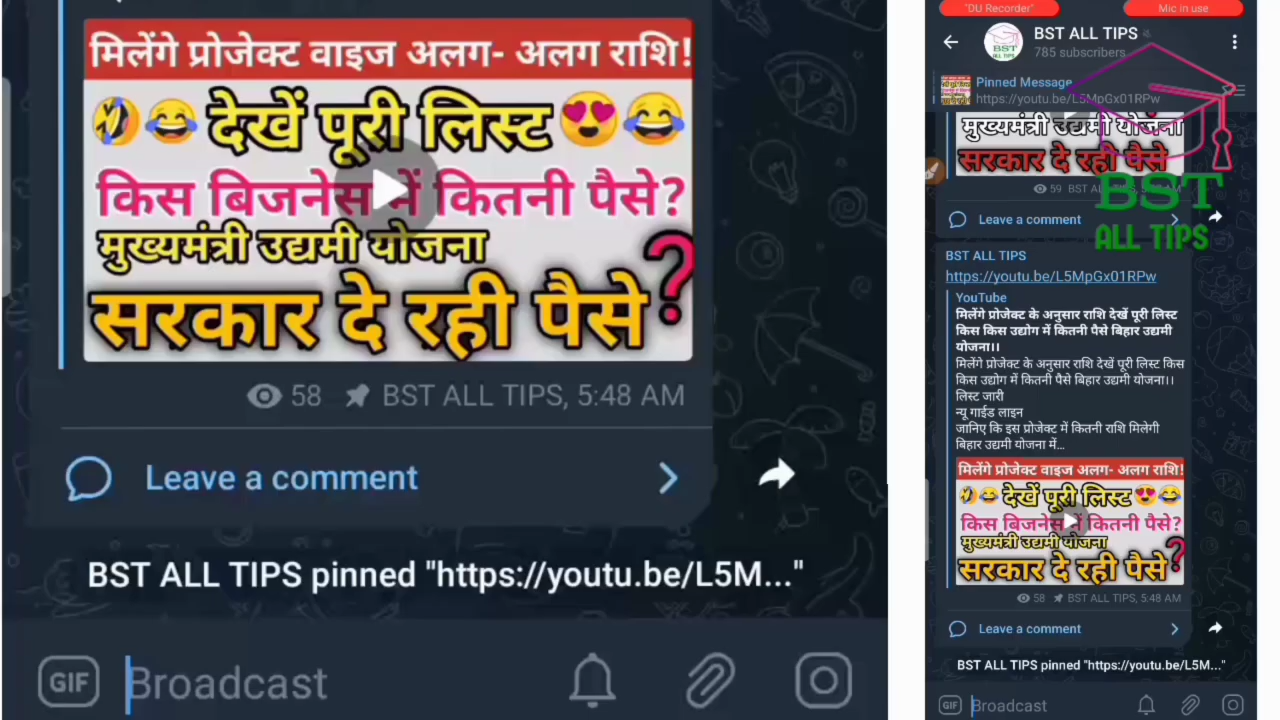 मिलेंगे प्रोजेक्ट वाइज अलग- अलग राशि!
देखें पूरी लिस्ट
किस बिजनेस में कितनी पैसे?
मुख्यमंत्री उद्यमी योजना
सरकार दे रही पैसे?
58 BST ALL TIPS, 5:48 AM
Leave a comment
BST ALL TIPS pinned "https://youtu.be/L5M..."
GIF Broadcast
"DU Recorder" Mic in use
BST ALL TIPS
785 subscribers
Pinned Message
https://youtu.be/L5MpGx01RPw
मुख्यमंत्री उद्यमी योजना
सरकार दे रही पैसे
59 BST
Leave a comment
BST
ALL TIPS
BST ALL TIPS
https://youtu.be/L5MpGx01RPw
YouTube
मिलेंगे प्रोजेक्ट के अनुसार राशि देखें पूरी लिस्ट
किस किस उद्योग में कितनी पैसे बिहार उद्यमी
योजना।।
मिलेंगे प्रोजेक्ट के अनुसार राशि देखें पूरी लिस्ट किस
किस उद्योग में कितनी पैसे बिहार उद्यमी योजना।।
लिस्ट जारी
न्यू गाईड लाइन
जानिए कि इस प्रोजेक्ट में कितनी राशि मिलेगी
बिहार उद्यमी योजना में...
मिलेंगे प्रोजेक्ट वाइज अलग- अलग राशि!
देखें पूरी लिस्ट
किस बिजनेस में कितनी पैसे?
मुख्यमंत्री उद्यमी योजना
सरकार दे रही पैसे?
58 BST ALL TIPS, 5:48 AM
Leave a comment
BST ALL TIPS pinned "https://youtu.be/L5M..."
GIF Broadcast